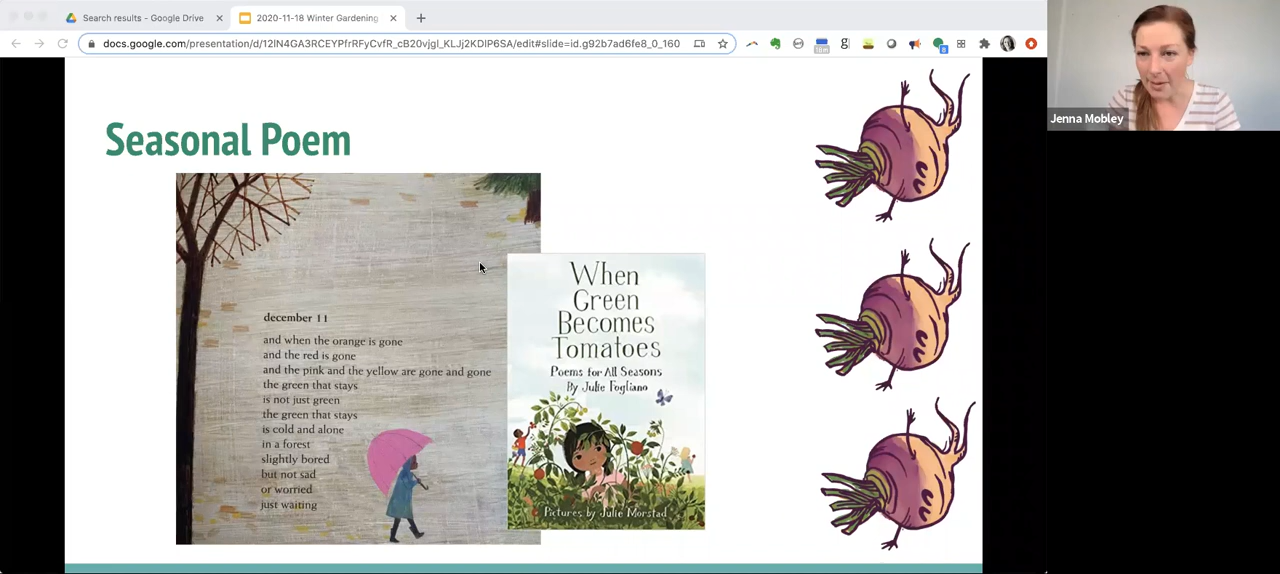 Search results - Google Drive
2020-11-18 Winter Gardening
docs.google.com/presentation/d/12IN4GA3RCEYPfrRFyCvfR_cB20vjgI_KLJj2KDIP6SA/edit#slide=id.g92b7ad6fe8_0_160
Jenna Mobley
Seasonal Poem
december 11
and when the orange is gone
and the red is gone
and the pink and the yellow are gone and gone
the green that stays
is not just green
the green that stays
is cold and alone
in a forest
slightly bored
but not sad
or worried
just waiting
When
Green
Becomes
Tomatoes
Poems for All Seasons
By Julie Fogliano
Pictures by Julie Morstad